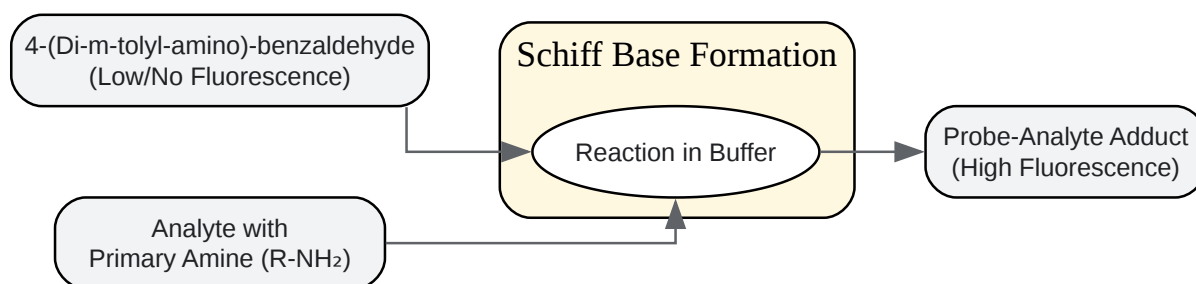 4-(Di-m-tolyl-amino)-benzaldehyde
(Low/No Fluorescence)
Schiff Base Formation
Reaction in Buffer
Probe-Analyte Adduct
(High Fluorescence)
Analyte with
Primary Amine (R-NH₂)